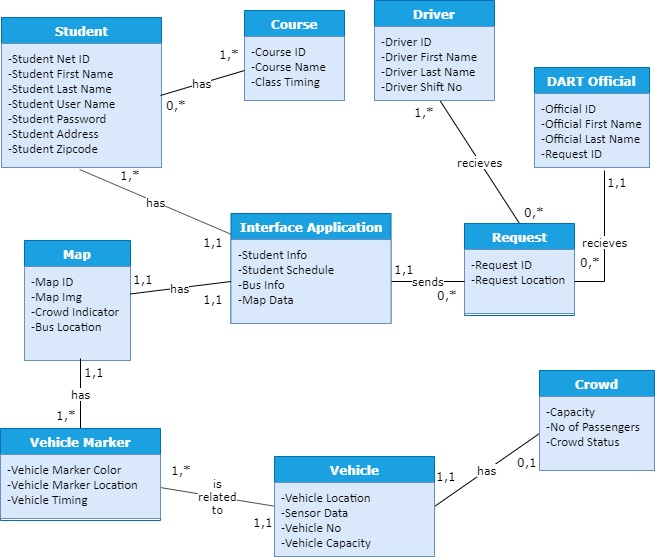 Student
-Student Net ID
-Student First Name
-Student Last Name
-Student User Name
-Student Password
-Student Address
-Student Zipcode
Course
-Course ID
-Course Name
-Class Timing
1,*
has
0,*
Driver
-Driver ID
-Driver First Name
-Driver Last Name
-Driver Shift No
DART Official
-Official ID
-Official First Name
-Official Last Name
-Request ID
1,*
recieves
0,*
1,1
recieves
0,*
1,*
has
1,1
Interface Application
-Student Info
-Student Schedule
-Bus Info
-Map Data
1,1
sends
0,*
Request
-Request ID
-Request Location
Map
-Map ID
-Map Img
-Crowd Indicator
-Bus Location
1,1
has
1,1
1,1
has
1,*
Vehicle Marker
-Vehicle Marker Color
-Vehicle Marker Location
-Vehicle Timing
1,*
is
related
to
1,1
Vehicle
-Vehicle Location
-Sensor Data
-Vehicle No
-Vehicle Capacity
1,1
has
0,1
Crowd
-Capacity
-No of Passengers
-Crowd Status